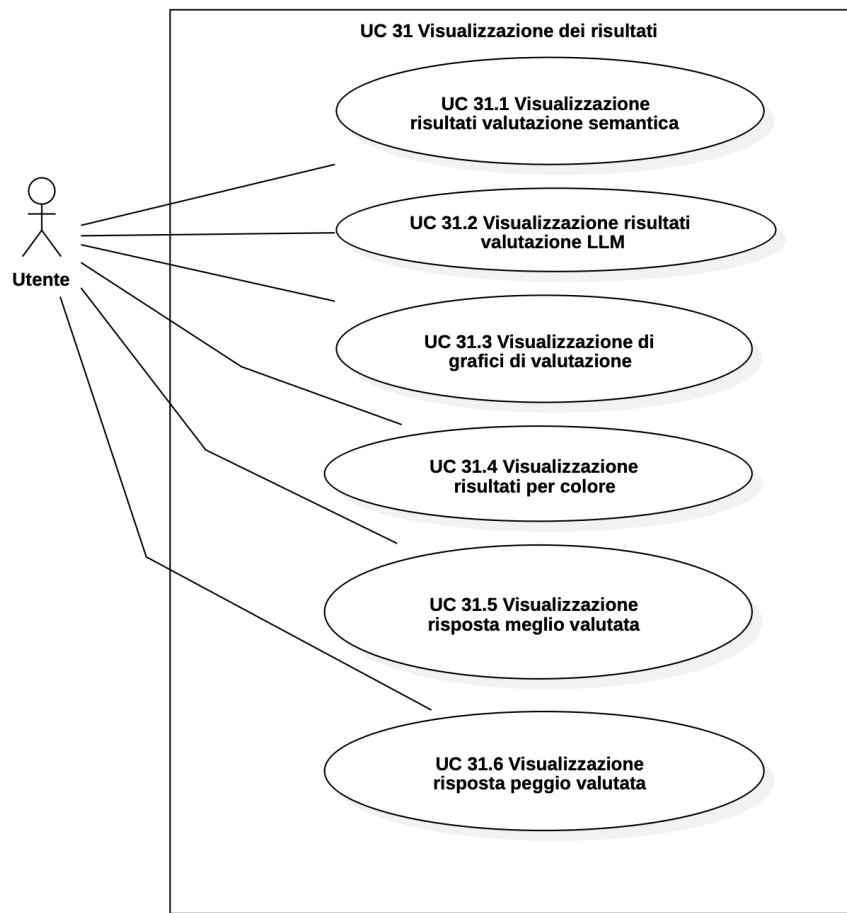 UC 31 Visualizzazione dei risultati
UC 31.1 Visualizzazione
risultati valutazione semantica
UC 31.2 Visualizzazione risultati
valutazione LLM
Utente
UC 31.3 Visualizzazione di
grafici di valutazione
UC 31.4 Visualizzazione
risultati per colore
UC 31.5 Visualizzazione
risposta meglio valutata
UC 31.6 Visualizzazione
risposta peggio valutata